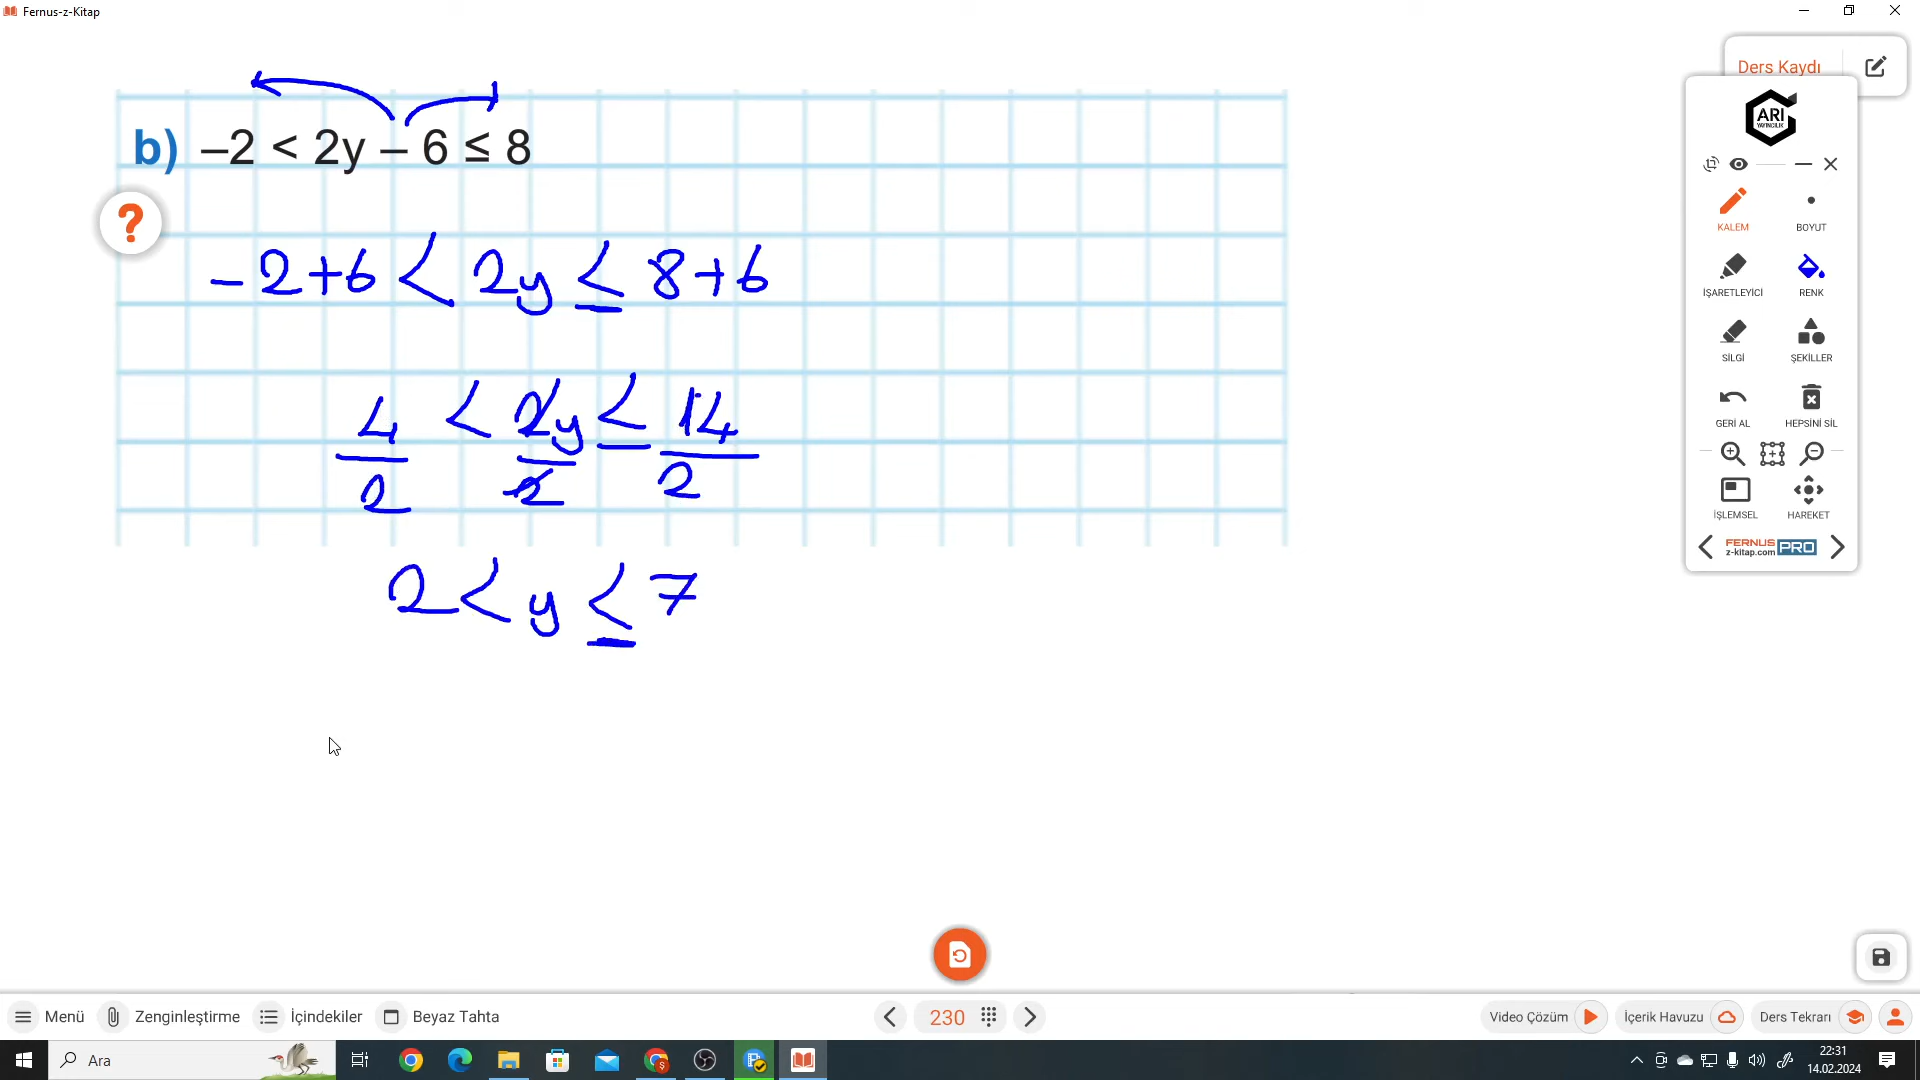 Fernus-z-Kitap
Ders Kaydı
ARI
YAYINCILIK
b) –2 < 2y – 6 ≤ 8
?
-2+6 < 2y ≤ 8+6
4/2 < 2y/2 ≤ 14/2
2 < y ≤ 7
KALEM BOYUT
İŞARETLEYİCİ RENK
SİLGİ ŞEKİLLER
GERİ AL HEPSİNİ SİL
İŞLEMSEL HAREKET
FERNUS
z-kitap.com PRO
Menü Zenginleştirme İçindekiler Beyaz Tahta 230 Video Çözüm İçerik Havuzu Ders Tekrarı
Ara
22:31
14.02.2024